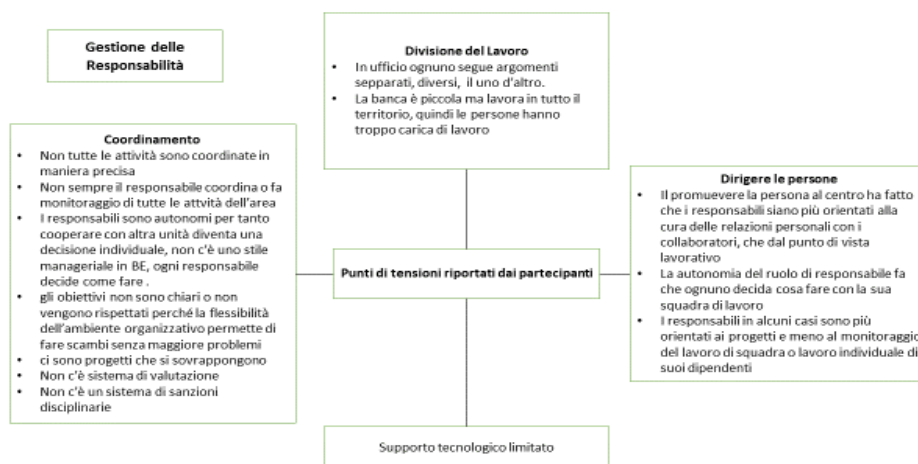 Gestione delle
Responsabilità
Divisione del Lavoro
• In ufficio ognuno segue argomenti
sepparati, diversi, il uno d'altro.
• La banca è piccola ma lavora in tutto il
territorio, quindi le persone hanno
troppo carica di lavoro
Coordinamento
• Non tutte le attività sono coordinate in
maniera precisa
• Non sempre il responsabile coordina o fa
monitoraggio di tutte le attvità dell'area
• I responsabili sono autonomi per tanto
cooperare con altra unità diventa una
decisione individuale, non c'è uno stile
manageriale in BE, ogni responsabile
decide come fare .
• gli obiettivi non sono chiari o non
vengono rispettati perché la flessibilità
dell'ambiente organizzativo permette di
fare scambi senza maggiore problemi
• ci sono progetti che si sovrappongono
• Non c'è sistema di valutazione
• Non c'è un sistema di sanzioni
disciplinarie
Punti di tensioni riportati dai partecipanti
Dirigere le persone
• Il promuevere la persona al centro ha fatto
che i responsabili siano più orientati alla
cura delle relazioni personali con i
collaboratori, che dal punto di vista
lavorativo
• La autonomia del ruolo di responsabile fa
che ognuno decida cosa fare con la sua
squadra di lavoro
• I responsabili in alcuni casi sono più
orientati ai progetti e meno al monitoraggio
del lavoro di squadra o lavoro individuale di
suoi dipendenti
Supporto tecnologico limitato